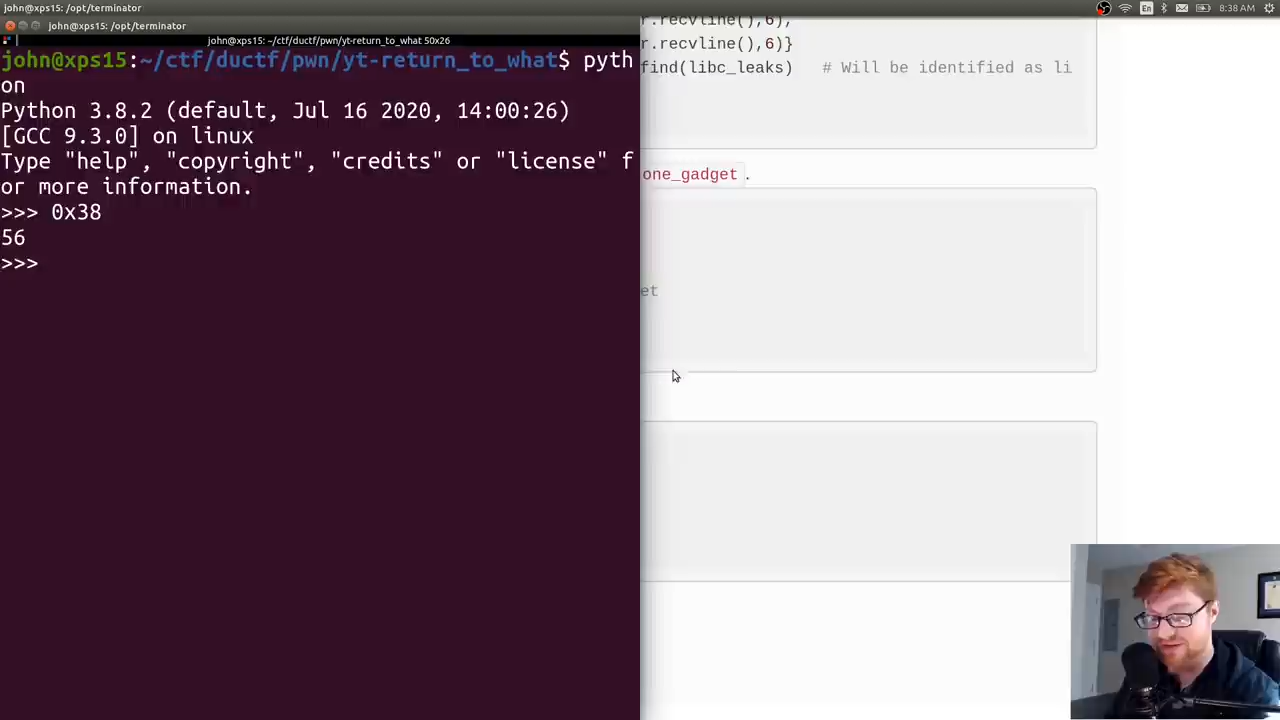 john@xps15: /opt/terminator
En
8:38 AM
john@xps15: /opt/terminator
john@xps15: ~/ctf/ductf/pwn/yt-return_to_what 50x26
john@xps15:~/ctf/ductf/pwn/yt-return_to_what$ pyth
on
Python 3.8.2 (default, Jul 16 2020, 14:00:26)
[GCC 9.3.0] on linux
Type "help", "copyright", "credits" or "license" f
or more information.
>>> 0x38
56
>>>
r.recvline(),6),
r.recvline(),6)}
find(libc_leaks)   # Will be identified as li
one_gadget.
et